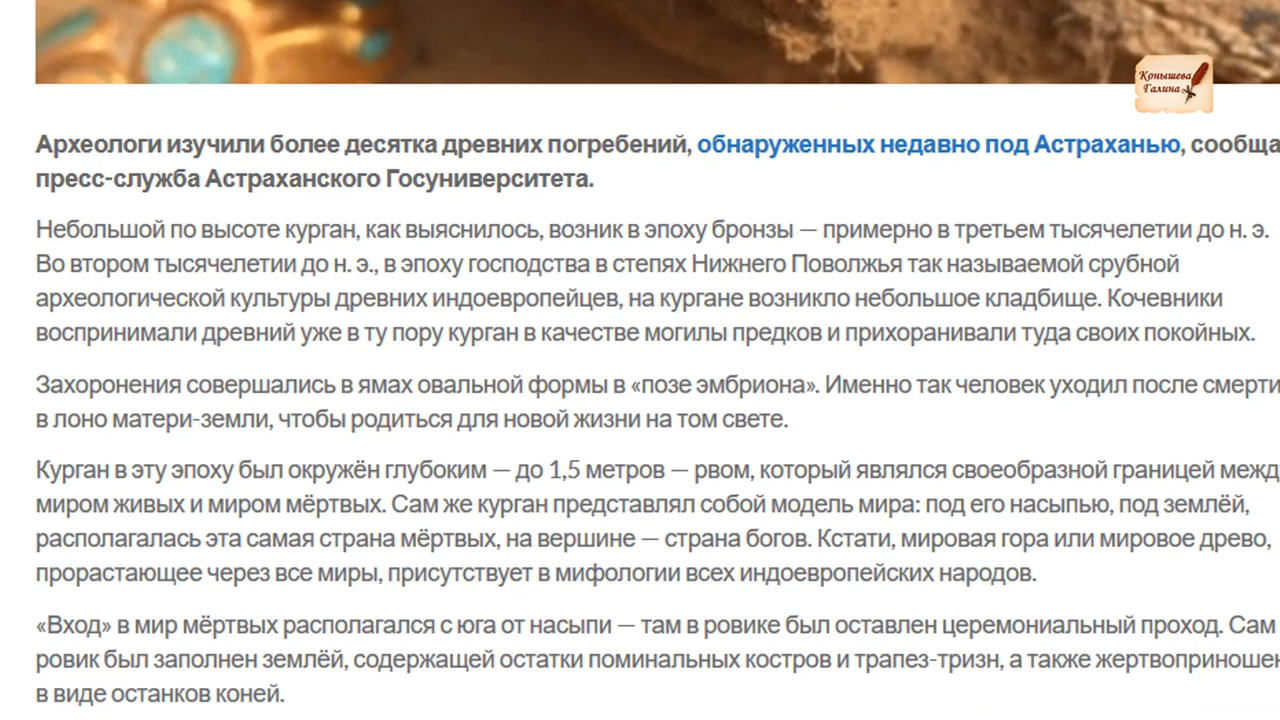 Конышева
Галина
Археологи изучили более десятка древних погребений, обнаруженных недавно под Астраханью, сообща
пресс-служба Астраханского Госуниверситета.
Небольшой по высоте курган, как выяснилось, возник в эпоху бронзы — примерно в третьем тысячелетии до н. э.
Во втором тысячелетии до н. э., в эпоху господства в степях Нижнего Поволжья так называемой срубной
археологической культуры древних индоевропейцев, на кургане возникло небольшое кладбище. Кочевники
воспринимали древний уже в ту пору курган в качестве могилы предков и прихоранивали туда своих покойных.
Захоронения совершались в ямах овальной формы в «позе эмбриона». Именно так человек уходил после смерти
в лоно матери-земли, чтобы родиться для новой жизни на том свете.
Курган в эту эпоху был окружён глубоким — до 1,5 метров — рвом, который являлся своеобразной границей межд
миром живых и миром мёртвых. Сам же курган представлял собой модель мира: под его насыпью, под землёй,
располагалась эта самая страна мёртвых, на вершине — страна богов. Кстати, мировая гора или мировое древо,
прорастающее через все миры, присутствует в мифологии всех индоевропейских народов.
«Вход» в мир мёртвых располагался с юга от насыпи — там в ровике был оставлен церемониальный проход. Сам
ровик был заполнен землёй, содержащей остатки поминальных костров и трапез-тризн, а также жертвоприношен
в виде останков коней.